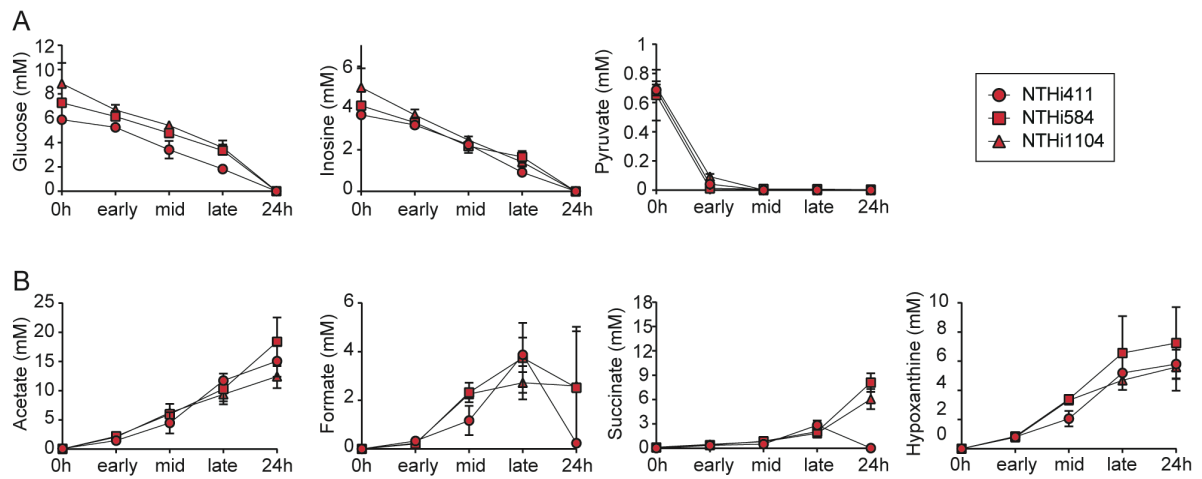 A
Glucose (mM)
12
10
8
6
4
2
0
0h early mid late 24h
Inosine (mM)
6
4
2
0
0h early mid late 24h
Pyruvate (mM)
1
0.8
0.6
0.4
0.2
0
0h early mid late 24h
NTHi411
NTHi584
NTHi1104
B
Acetate (mM)
25
20
15
10
5
0
0h early mid late 24h
Formate (mM)
6
4
2
0
0h early mid late 24h
Succinate (mM)
18
15
12
9
6
3
0
0h early mid late 24h
Hypoxanthine (mM)
10
8
6
4
2
0
0h early mid late 24h